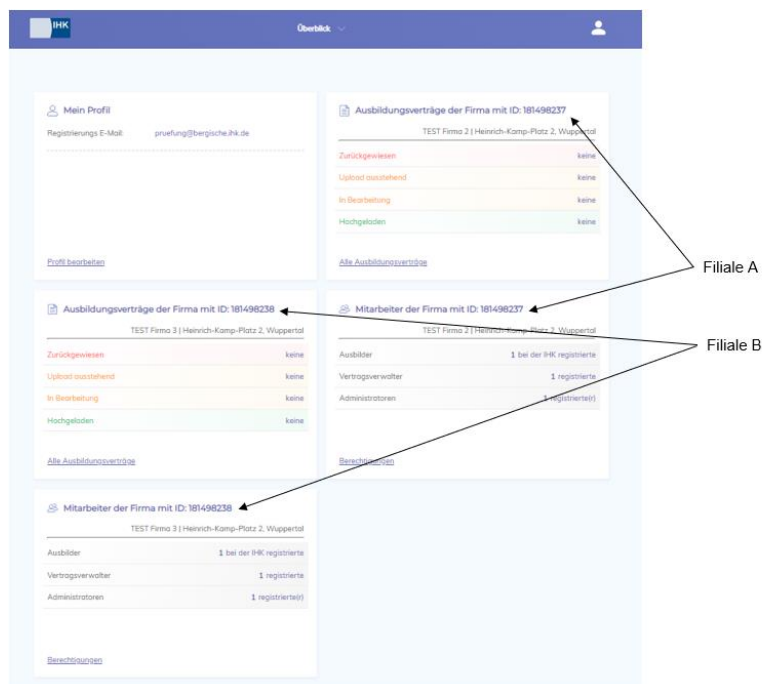 IHK
Überblick
Mein Profil
Registrierungs E-Mail pruefung@bergische.ihk.de
Profil bearbeiten
Ausbildungsverträge der Firma mit ID: 181498237
TEST Firma 2 | Heinrich-Kamp-Platz 2, Wuppertal
Zurückgewiesen keine
Upload ausstehend keine
In Bearbeitung keine
Hochgeladen keine
Alle Ausbildungsverträge
Filiale A
Ausbildungsverträge der Firma mit ID: 181498238
TEST Firma 3 | Heinrich-Kamp-Platz 2, Wuppertal
Zurückgewiesen keine
Upload ausstehend keine
In Bearbeitung keine
Hochgeladen keine
Alle Ausbildungsverträge
Mitarbeiter der Firma mit ID: 181498237
TEST Firma 2 | Heinrich-Kamp-Platz 2, Wuppertal
Ausbilder 1 bei der IHK registrierte
Vertragsverwalter 1 registrierte
Administratoren 1 registrierte(r)
Berechtigungen
Filiale B
Mitarbeiter der Firma mit ID: 181498238
TEST Firma 3 | Heinrich-Kamp-Platz 2, Wuppertal
Ausbilder 1 bei der IHK registrierte
Vertragsverwalter 1 registrierte
Administratoren 1 registrierte(r)
Berechtigungen